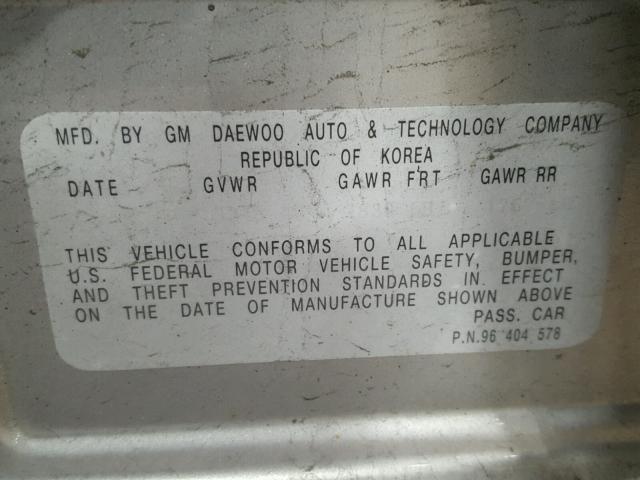 MFD. BY GM DAEWOO AUTO & TECHNOLOGY COMPANY
REPUBLIC OF KOREA
DATE GVWR GAWR FRT GAWR RR
THIS VEHICLE CONFORMS TO ALL APPLICABLE
U.S. FEDERAL MOTOR VEHICLE SAFETY, BUMPER,
AND THEFT PREVENTION STANDARDS IN EFFECT
ON THE DATE OF MANUFACTURE SHOWN ABOVE
PASS. CAR
P.N.96 404 578